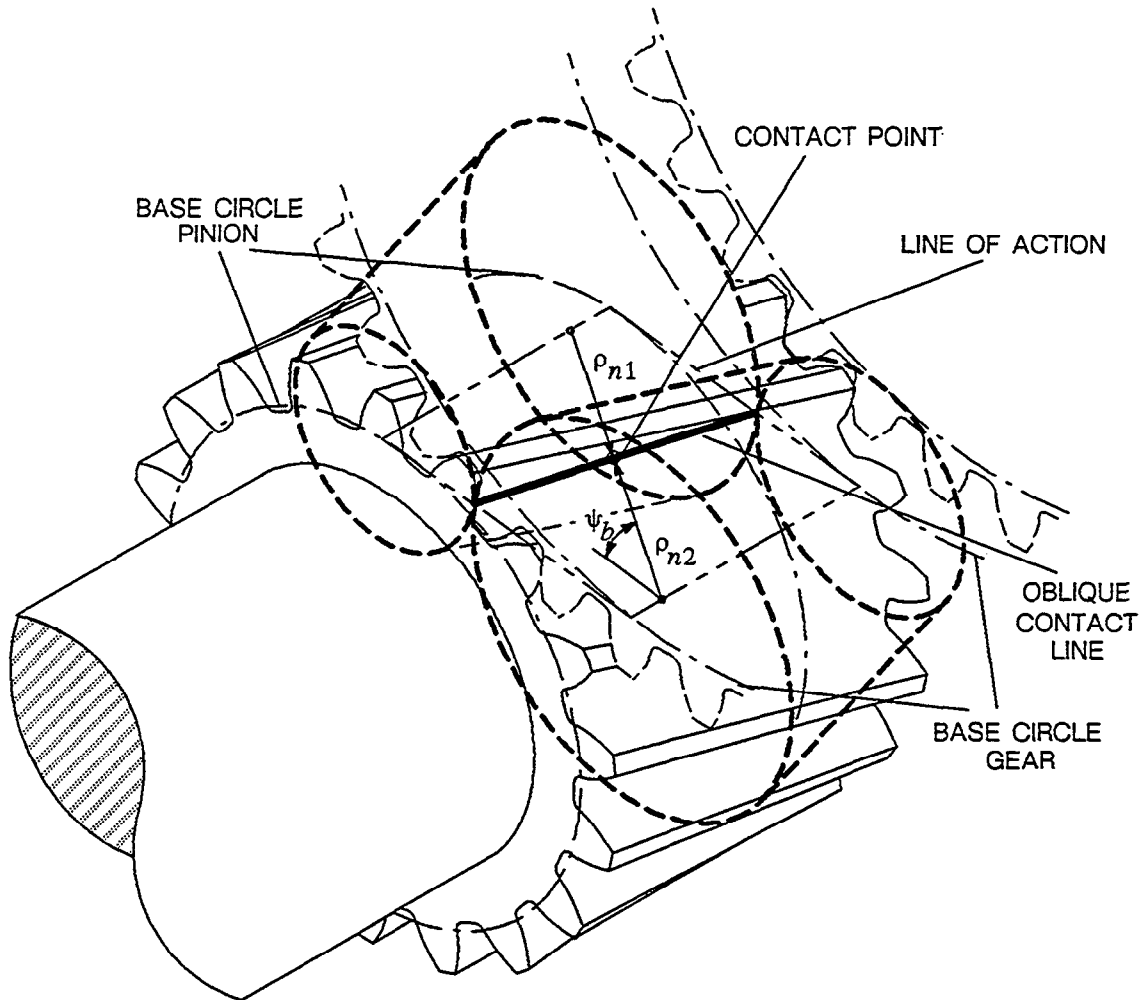 CONTACT POINT
BASE CIRCLE
PINION
LINE OF ACTION
ρn1
ψb
ρn2
OBLIQUE
CONTACT
LINE
BASE CIRCLE
GEAR